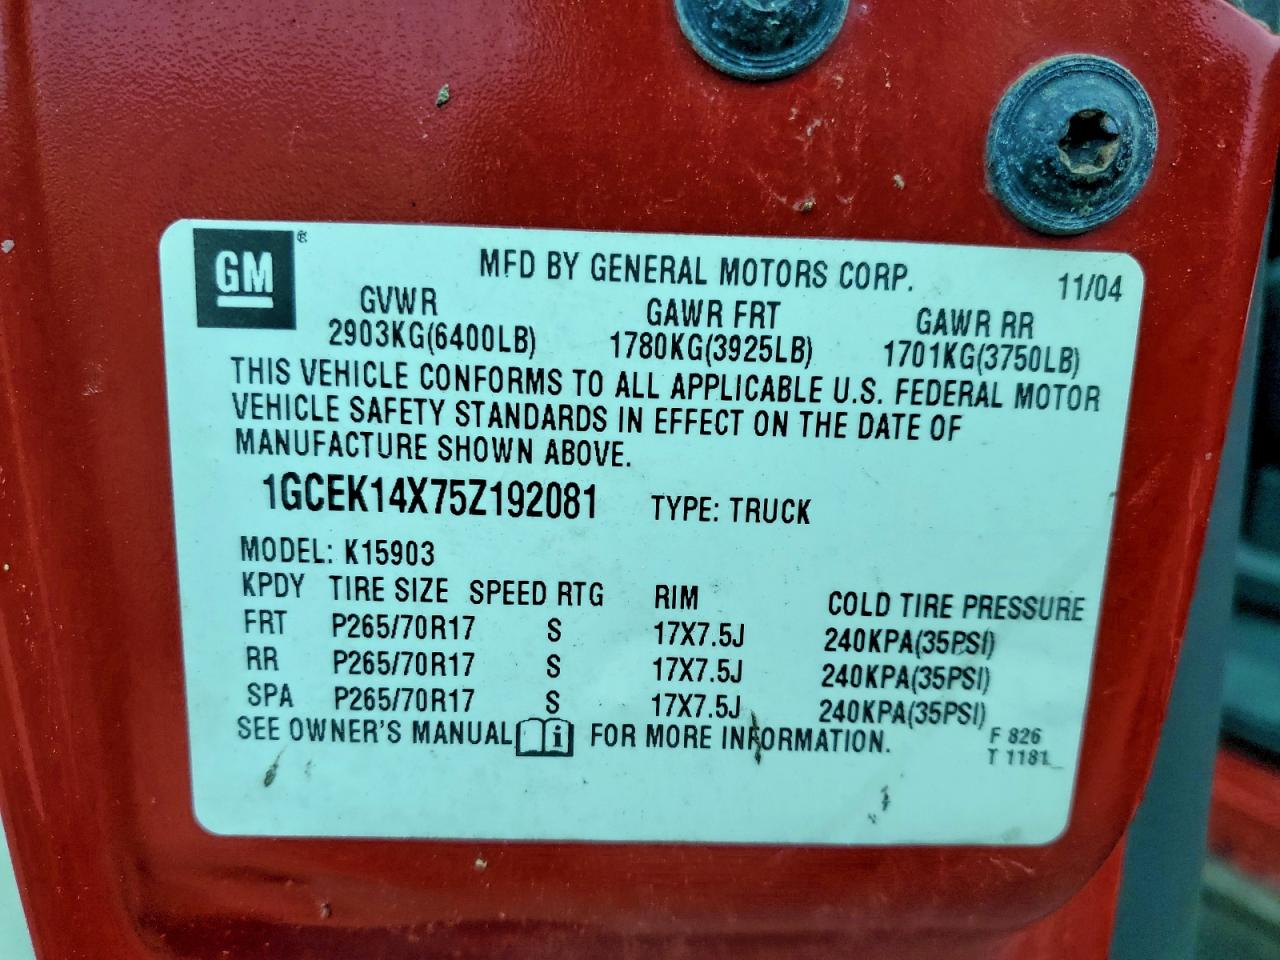 GM ®
MFD BY GENERAL MOTORS CORP. 11/04
GVWR GAWR FRT GAWR RR
2903KG(6400LB) 1780KG(3925LB) 1701KG(3750LB)
THIS VEHICLE CONFORMS TO ALL APPLICABLE U.S. FEDERAL MOTOR
VEHICLE SAFETY STANDARDS IN EFFECT ON THE DATE OF
MANUFACTURE SHOWN ABOVE.
1GCEK14X75Z192081 TYPE: TRUCK
MODEL: K15903
KPDY TIRE SIZE SPEED RTG RIM COLD TIRE PRESSURE
FRT P265/70R17 S 17X7.5J 240KPA(35PSI)
RR P265/70R17 S 17X7.5J 240KPA(35PSI)
SPA P265/70R17 S 17X7.5J 240KPA(35PSI)
SEE OWNER'S MANUAL i FOR MORE INFORMATION.
F 826
T 1181